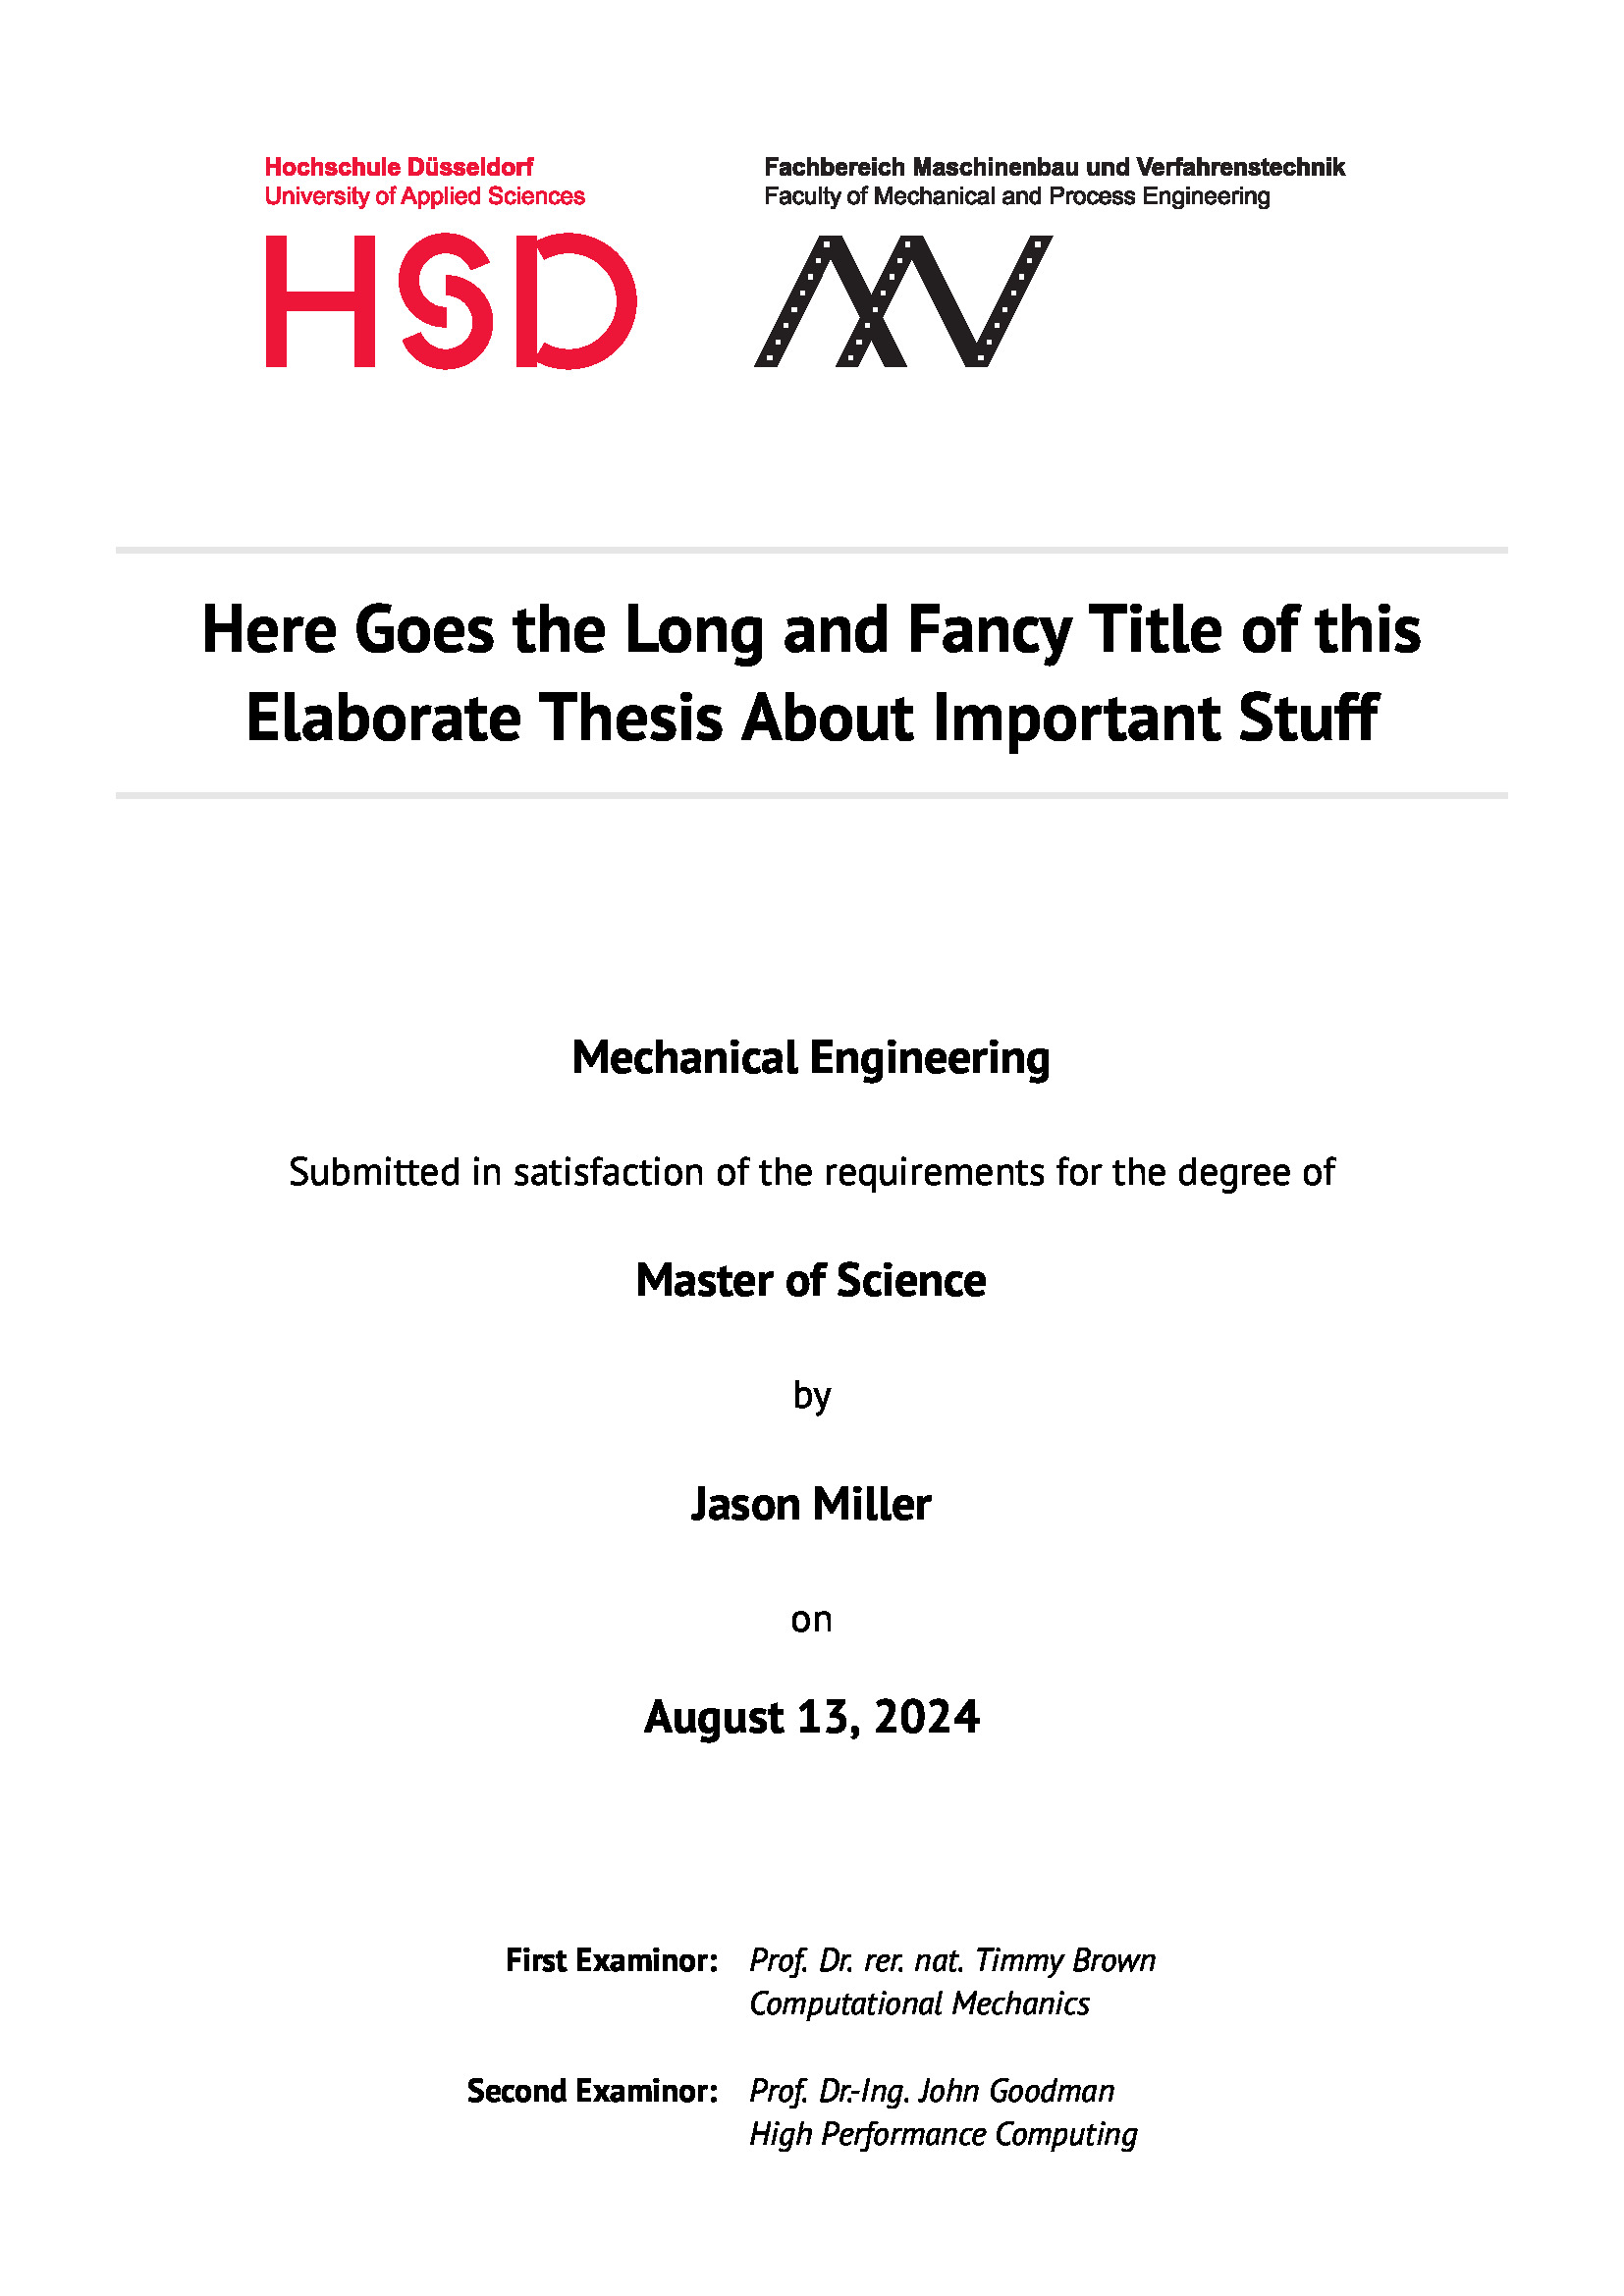 Hochschule Düsseldorf
University of Applied Sciences
HSD
Fachbereich Maschinenbau und Verfahrenstechnik
Faculty of Mechanical and Process Engineering
MV
Here Goes the Long and Fancy Title of this
Elaborate Thesis About Important Stuff
Mechanical Engineering
Submitted in satisfaction of the requirements for the degree of
Master of Science
by
Jason Miller
on
August 13, 2024
First Examiner: Prof. Dr. rer. nat. Timmy Brown
Computational Mechanics
Second Examiner: Prof. Dr.-Ing. John Goodman
High Performance Computing